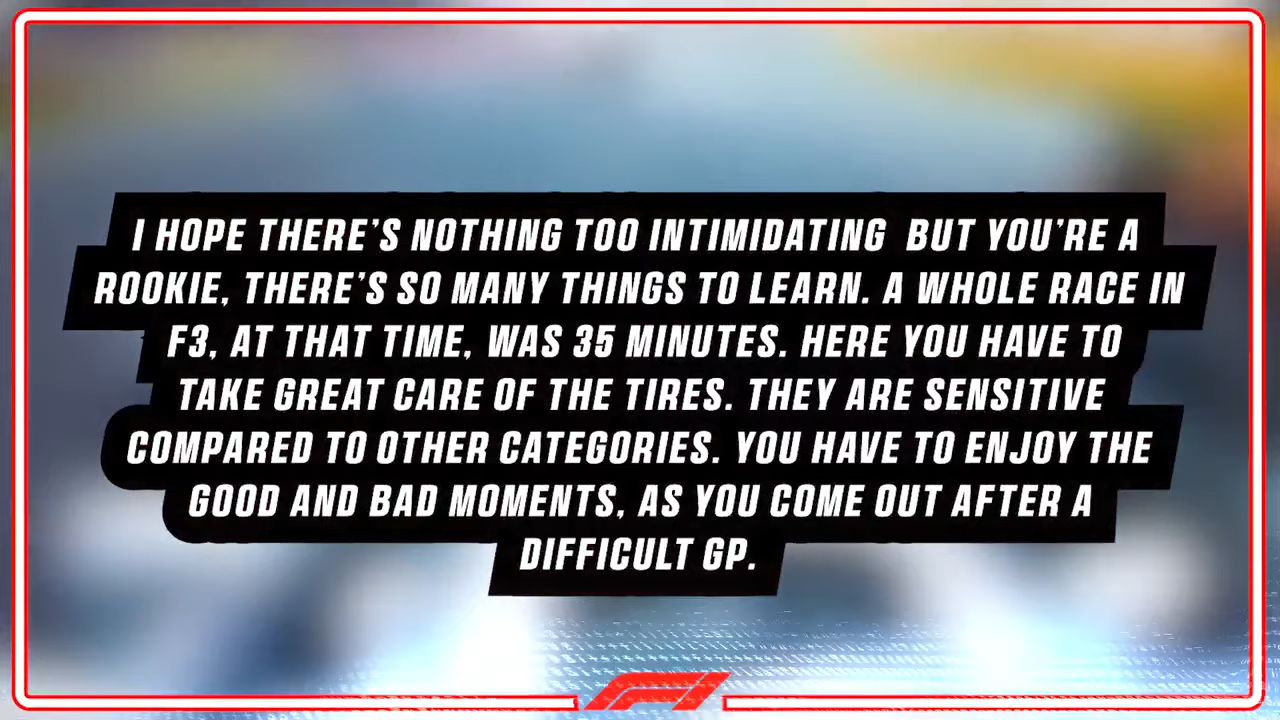 I HOPE THERE'S NOTHING TOO INTIMIDATING  BUT YOU'RE A
ROOKIE, THERE'S SO MANY THINGS TO LEARN. A WHOLE RACE IN
F3, AT THAT TIME, WAS 35 MINUTES. HERE YOU HAVE TO
TAKE GREAT CARE OF THE TIRES. THEY ARE SENSITIVE
COMPARED TO OTHER CATEGORIES. YOU HAVE TO ENJOY THE
GOOD AND BAD MOMENTS, AS YOU COME OUT AFTER A
DIFFICULT GP.